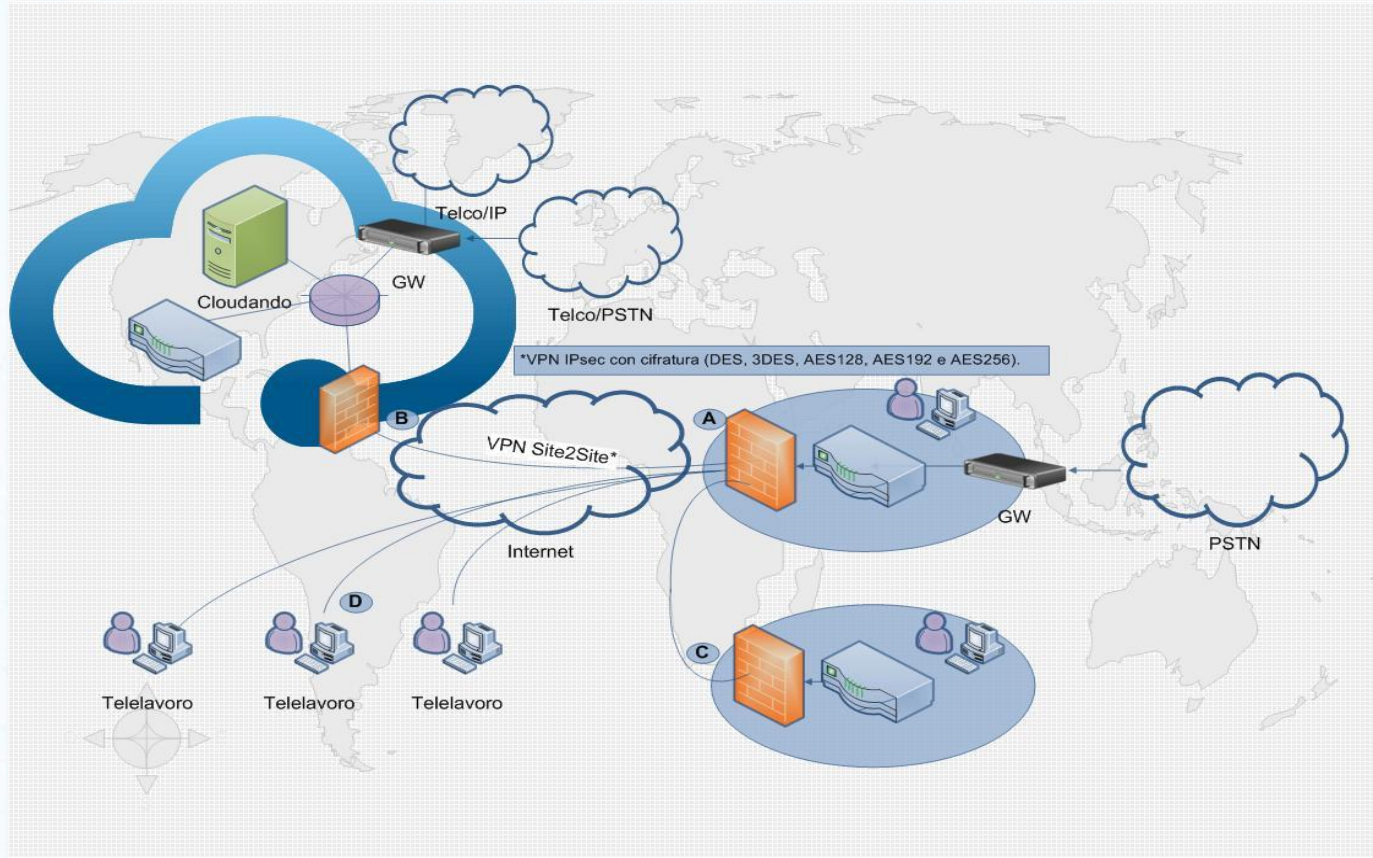 Telco/IP
GW
Cloudando
Telco/PSTN
*VPN IPsec con cifratura (DES, 3DES, AES128, AES192 e AES256).
B
A
VPN Site2Site*
GW
PSTN
Internet
D
C
Telelavoro
Telelavoro
Telelavoro